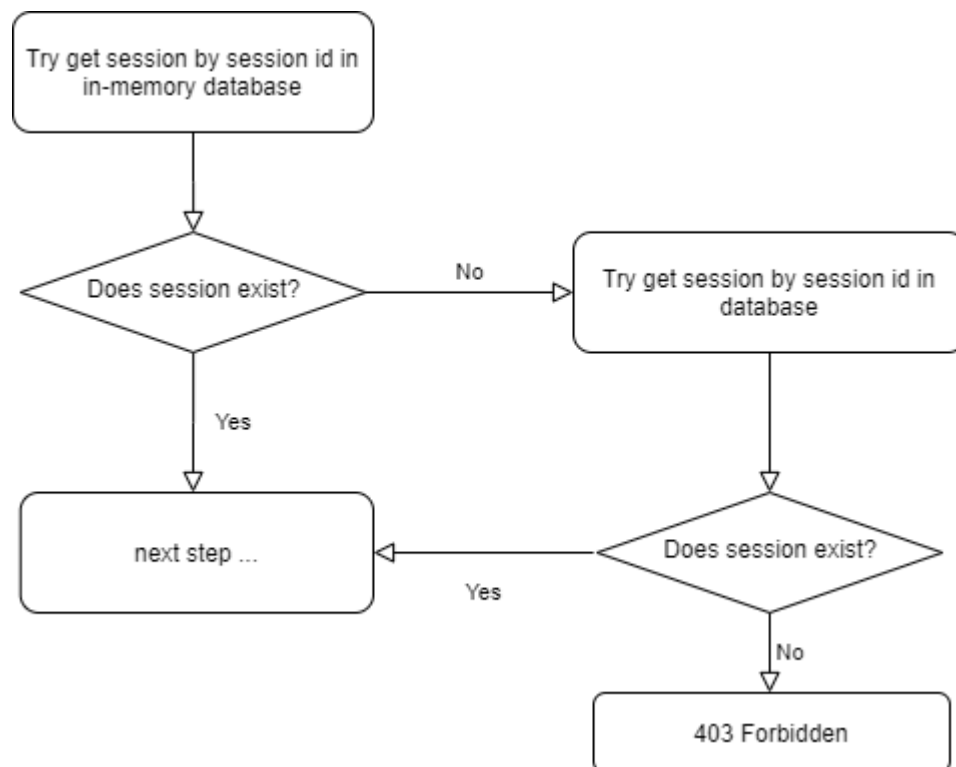 Try get session by session id in
in-memory database
Does session exist?
No
Try get session by session id in
database
Yes
next step ...
Does session exist?
Yes
No
403 Forbidden